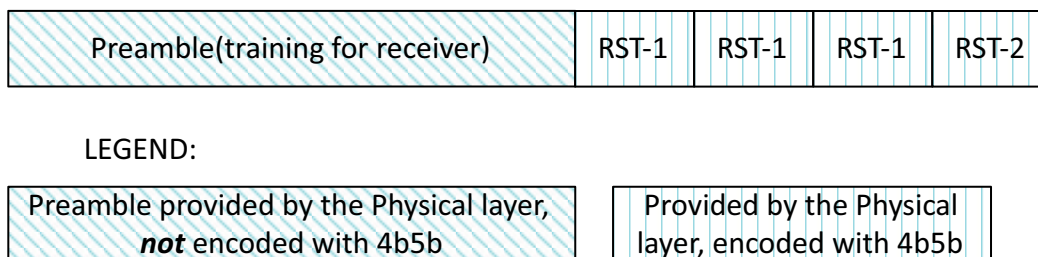 Preamble(training for receiver) RST-1 RST-1 RST-1 RST-2
LEGEND:
Preamble provided by the Physical layer,
not encoded with 4b5b
Provided by the Physical
layer, encoded with 4b5b